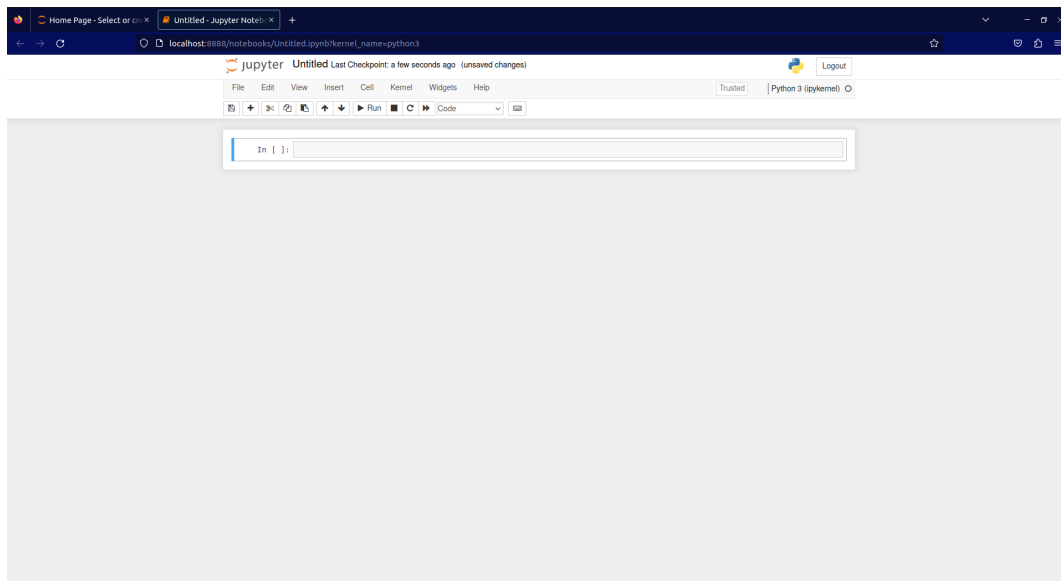 Home Page - Select or cr
Untitled - Jupyter Noteb
localhost:8888/notebooks/Untitled.ipynb?kernel_name=python3
jupyter Untitled Last Checkpoint: a few seconds ago (unsaved changes)
Logout
File Edit View Insert Cell Kernel Widgets Help
Trusted
Python 3 (ipykernel)
Run
Code
In [ ]: